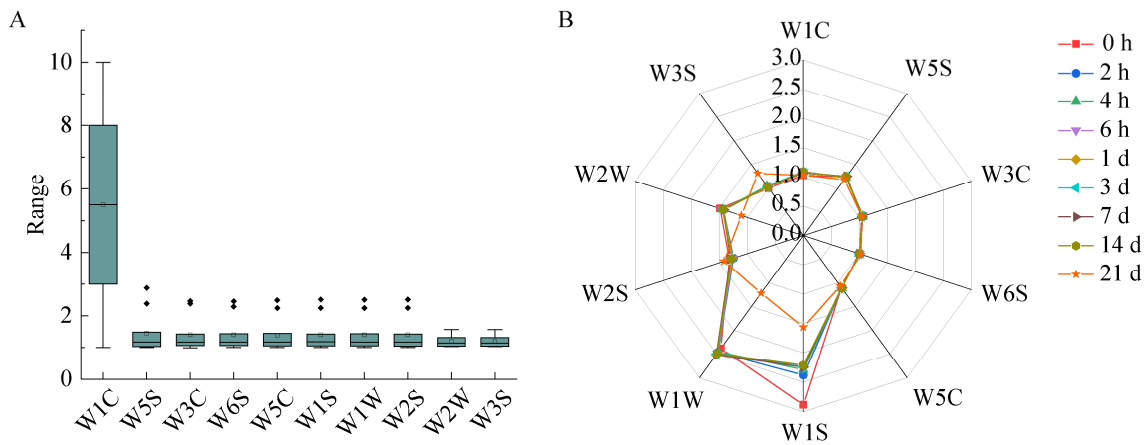 A
Range
10
8
6
4
2
0
W1C
W5S
W3C
W6S
W5C
W1S
W1W
W2S
W2W
W3S
B
W1C
W5S
W3C
W6S
W5C
W1S
W1W
W2S
W2W
W3S
3.0
2.5
2.0
1.5
1.0
0.5
0.0
0 h
2 h
4 h
6 h
1 d
3 d
7 d
14 d
21 d